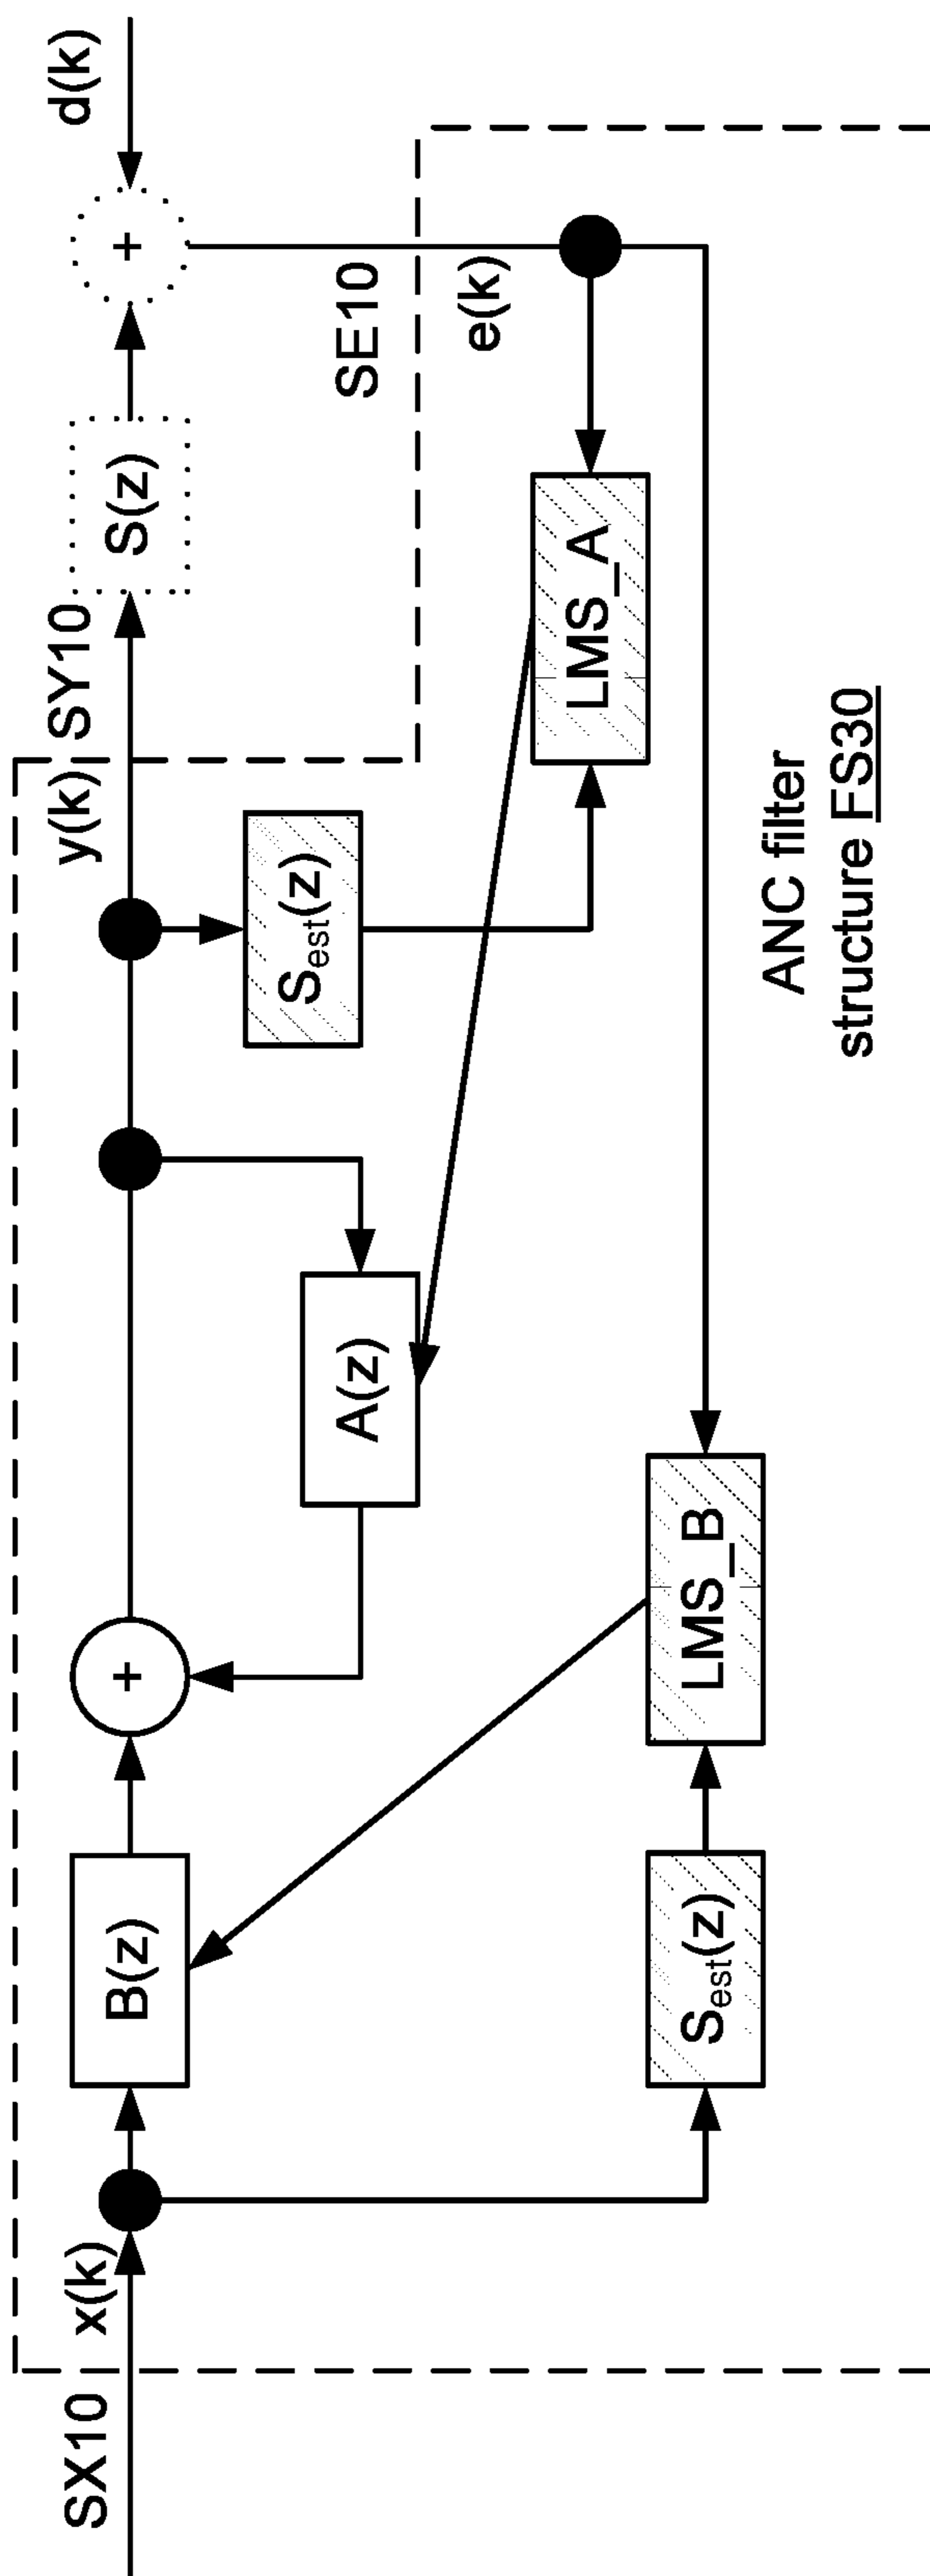 SX10
x(k)
B(z)
+
y(k)
SY10
S(z)
+
d(k)
A(z)
Sest(z)
SE10
e(k)
LMS_A
Sest(z)
LMS_B
ANC filter
structure FS30